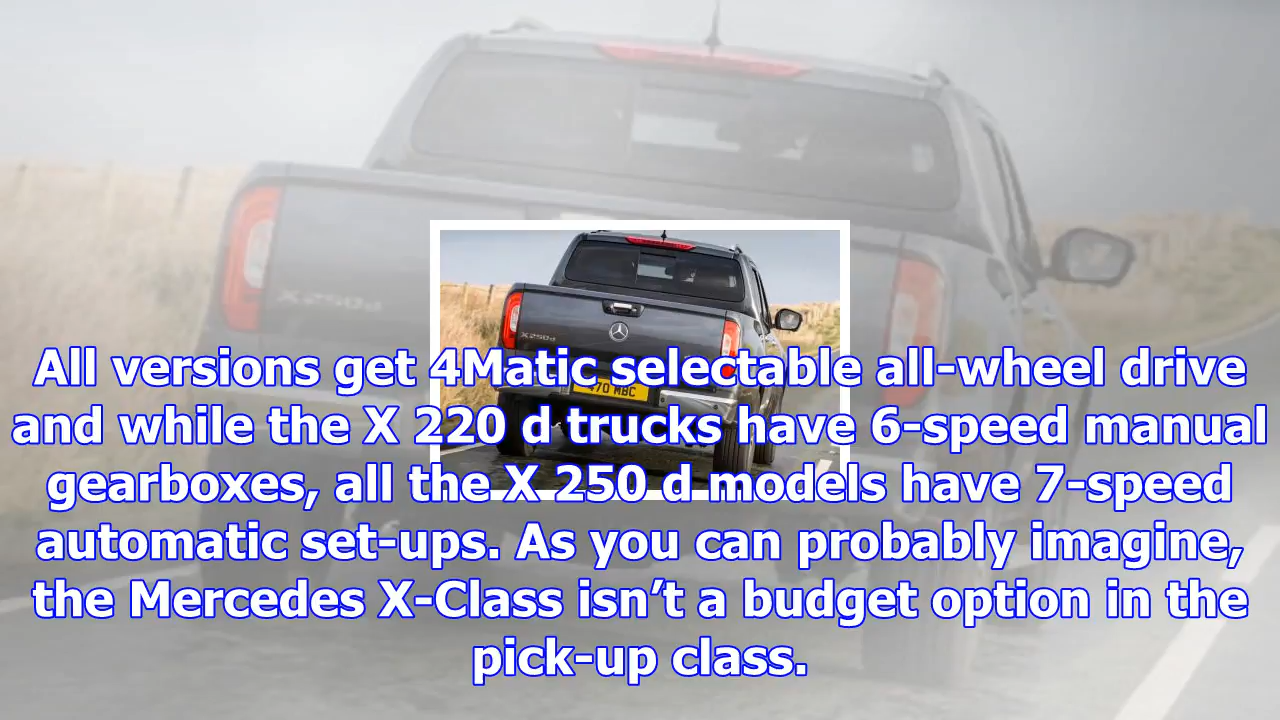 X250d
All versions get 4Matic selectable all-wheel drive
and while the X 220 d trucks have 6-speed manual
gearboxes, all the X 250 d models have 7-speed
automatic set-ups. As you can probably imagine,
the Mercedes X-Class isn’t a budget option in the
pick-up class.